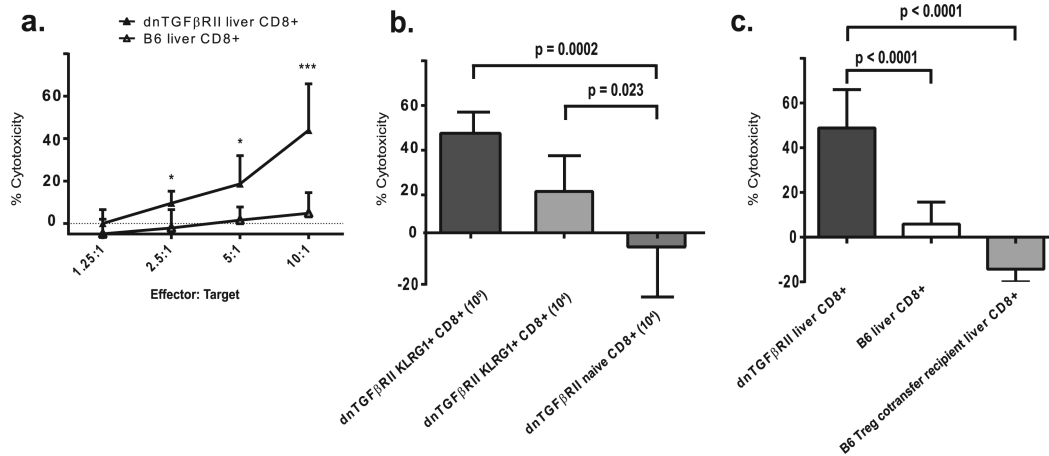 a.
dnTGFβRII liver CD8+
B6 liver CD8+
% Cytotoxicity
60
40
20
0
*
*
***
1.25:1
2.5:1
5:1
10:1
Effector: Target
b.
% Cytotoxicity
60
40
20
0
-20
p = 0.0002
p = 0.023
dnTGFβRII KLRG1+ CD8+ (10⁵)
dnTGFβRII KLRG1+ CD8+ (10⁴)
dnTGFβRII naive CD8+ (10⁴)
c.
% Cytotoxicity
60
40
20
0
-20
p < 0.0001
p < 0.0001
dnTGFβRII liver CD8+
B6 liver CD8+
B6 Treg cotransfer recipient liver CD8+